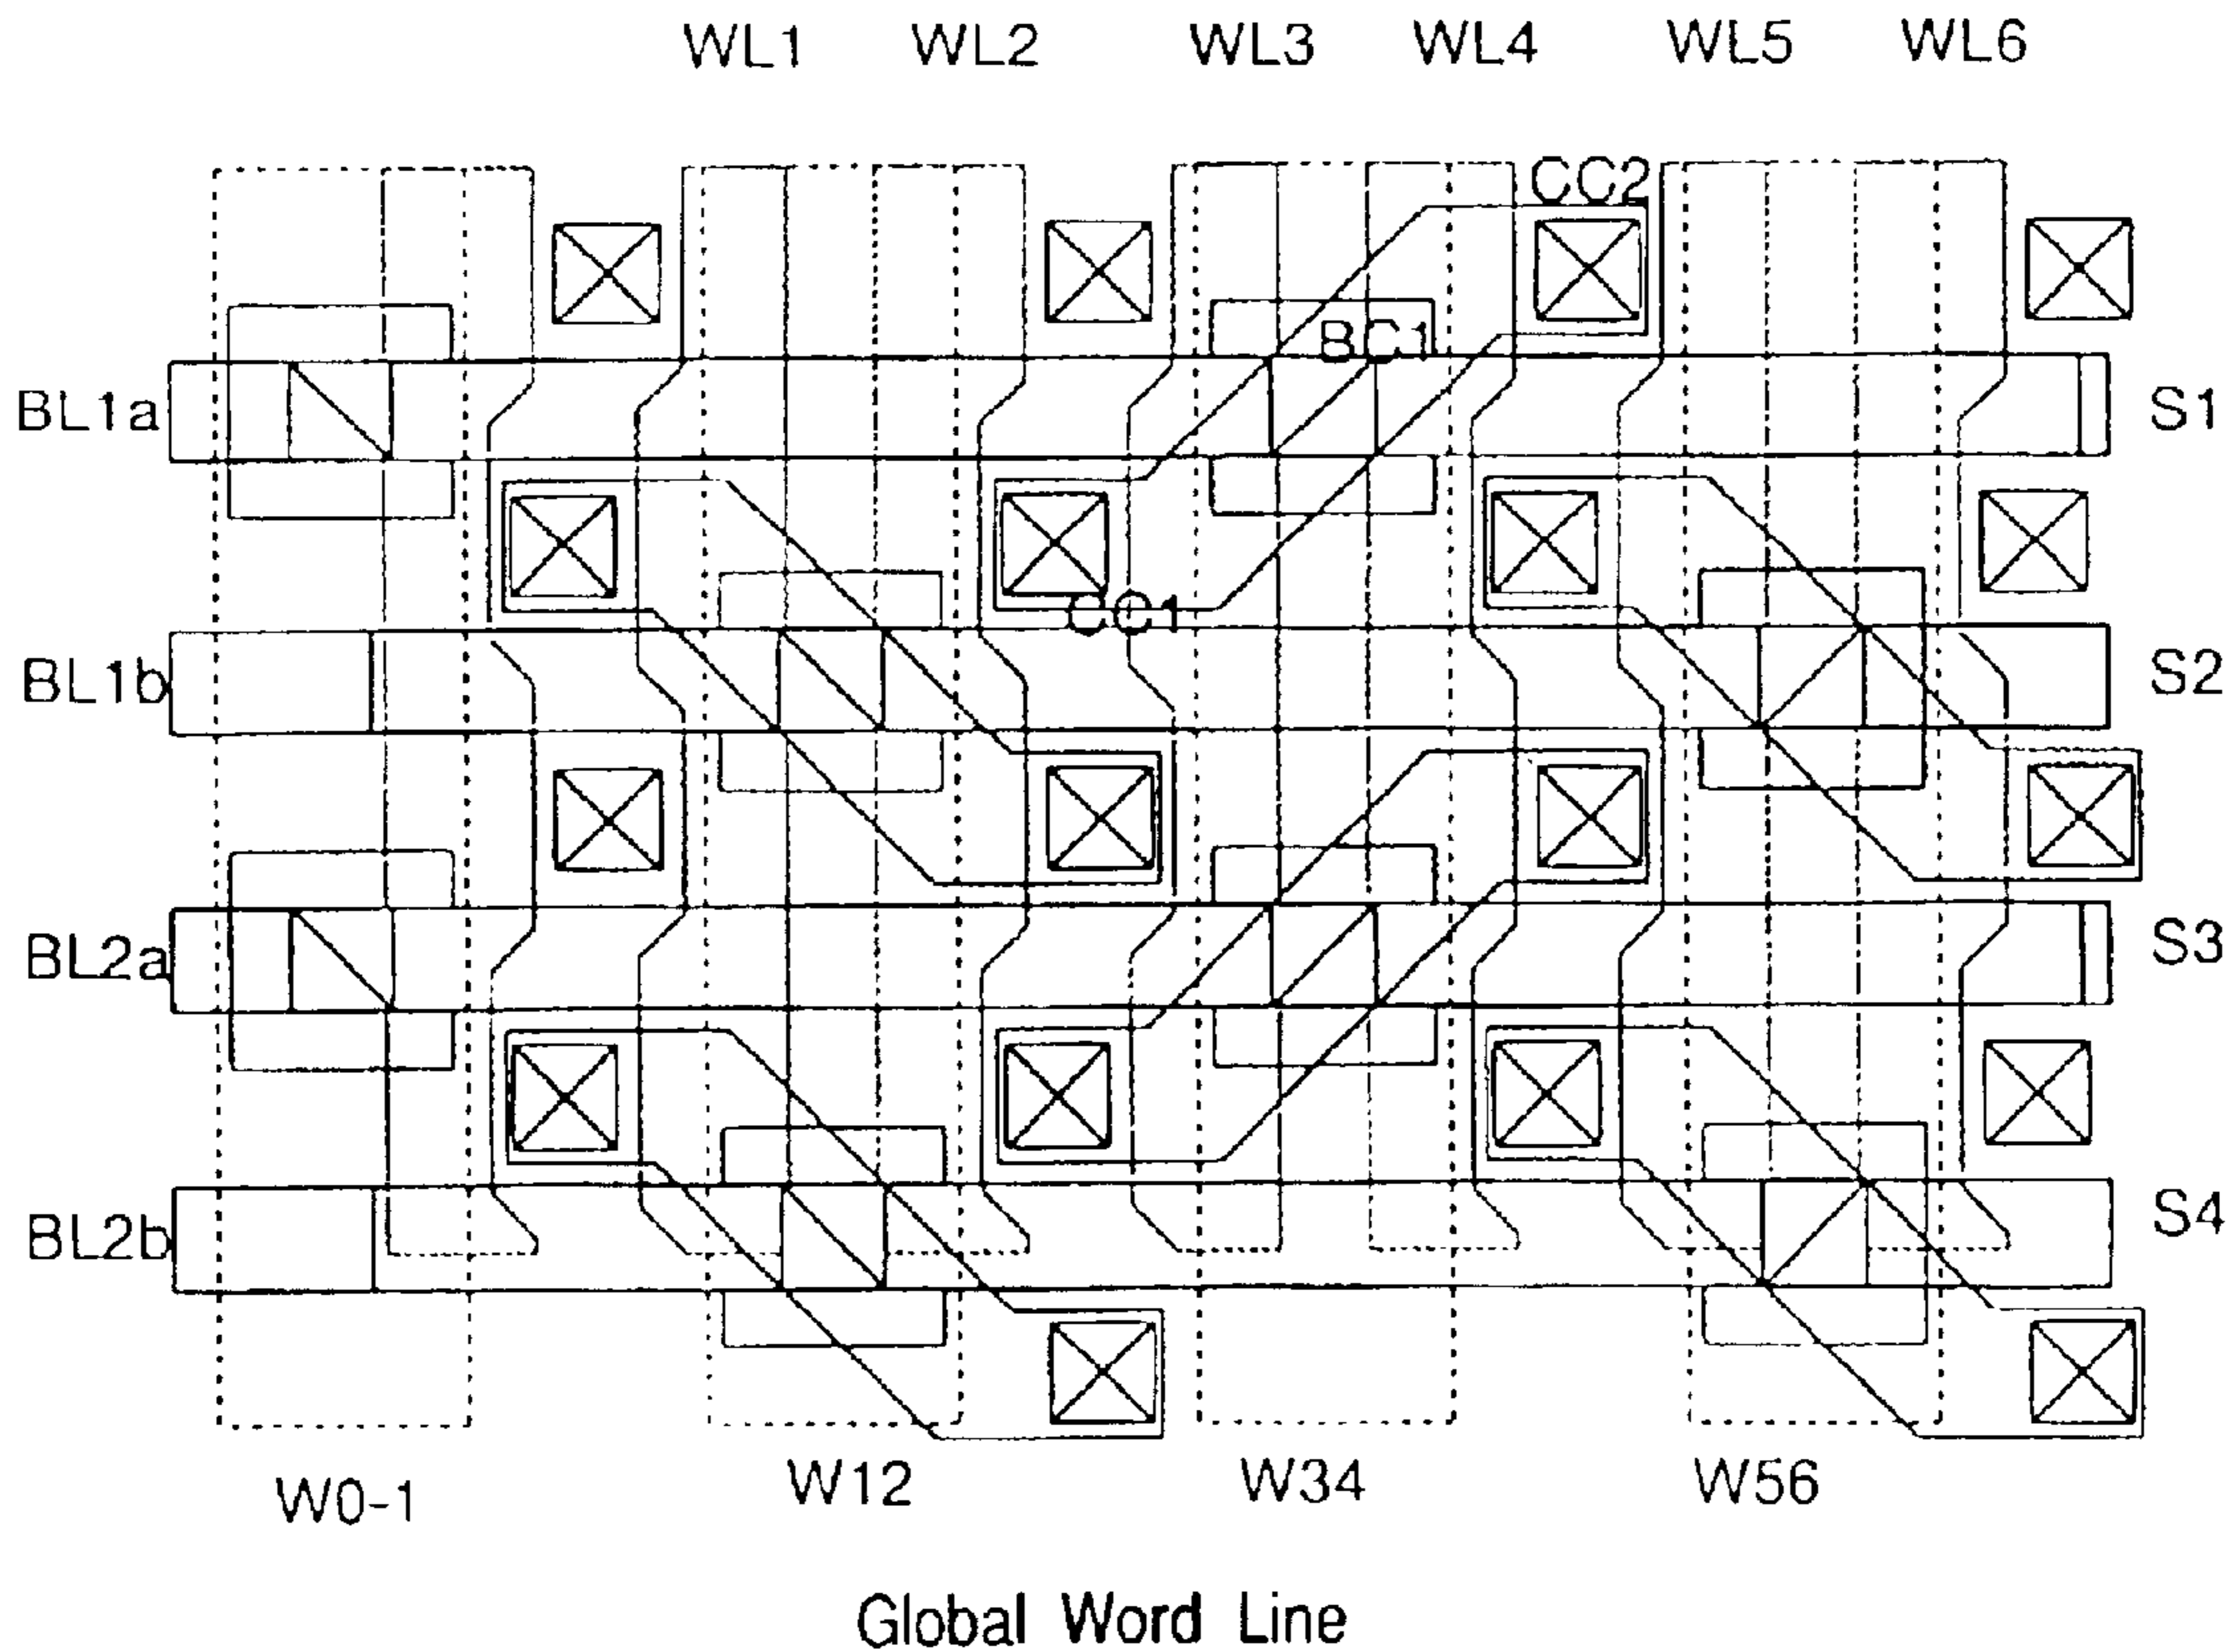 WL1 WL2 WL3 WL4 WL5 WL6
CC2
BC1
BL1a S1
CC1
BL1b S2
BL2a S3
BL2b S4
W0-1 W12 W34 W56
Global Word Line